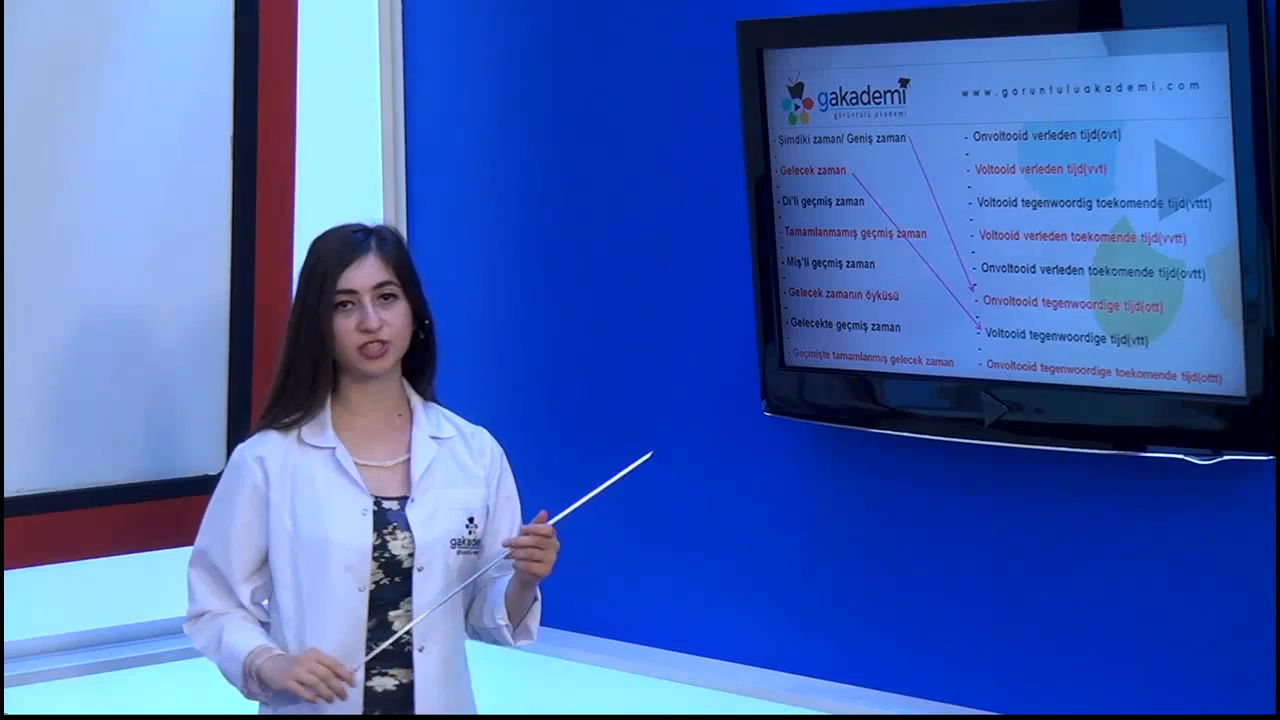 gakademi
görüntülü akademi
www.goruntuluakademi.com
- Şimdiki zaman/ Geniş zaman
- Gelecek zaman
- Di'li geçmiş zaman
- Tamamlanmamış geçmiş zaman
- Miş'li geçmiş zaman
- Gelecek zamanın öyküsü
- Gelecekte geçmiş zaman
- Geçmişte tamamlanmış gelecek zaman
- Onvoltooid verleden tijd(ovt)
- Voltooid verleden tijd(vvt)
- Voltooid tegenwoordig toekomende tijd(vttt)
- Voltooid verleden toekomende tijd(vvtt)
- Onvoltooid verleden toekomende tijd(ovtt)
- Onvoltooid tegenwoordige tijd(ott)
- Voltooid tegenwoordige tijd(vtt)
- Onvoltooid tegenwoordige toekomende tijd(ottt)
gakademi